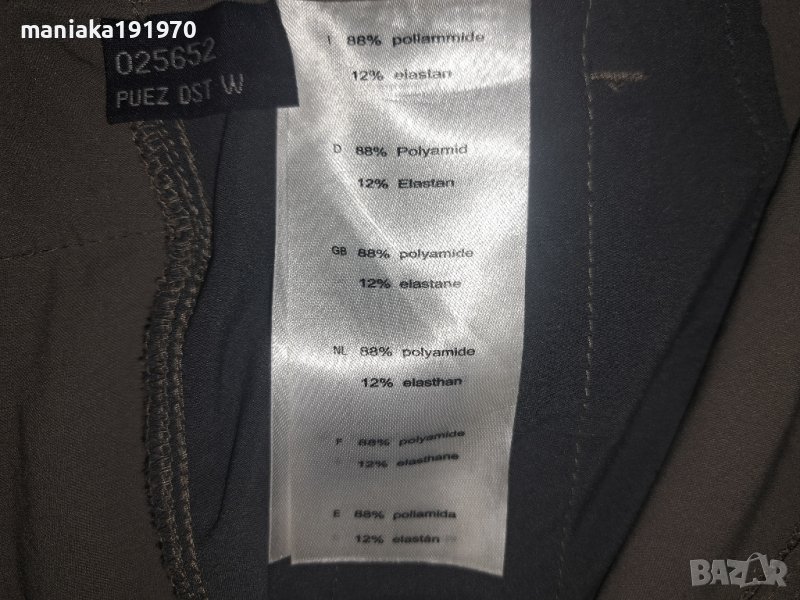 maniaka191970
025652
PUEZ DST W
I 88% poliammide
12% elastan
D 88% Polyamid
12% Elastan
GB 88% polyamide
12% elastane
NL 88% polyamide
12% elasthan
F 88% polyamide
12% elasthane
E 88% poliamida
12% elastán
BAZAR